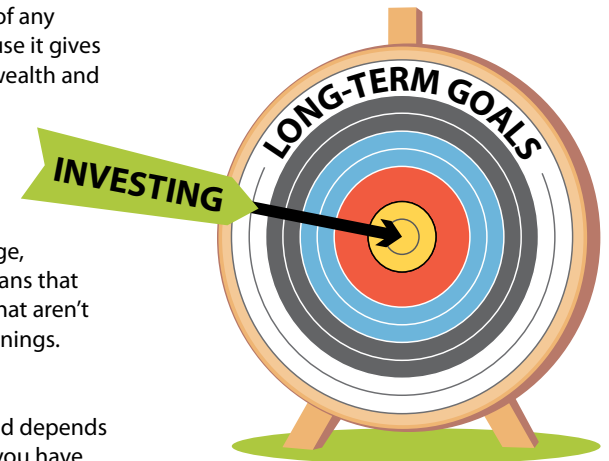 of any
use it gives
wealth and
LONG-TERM GOALS
INVESTING
ge,
ans that
hat aren't
nings.
d depends
you have